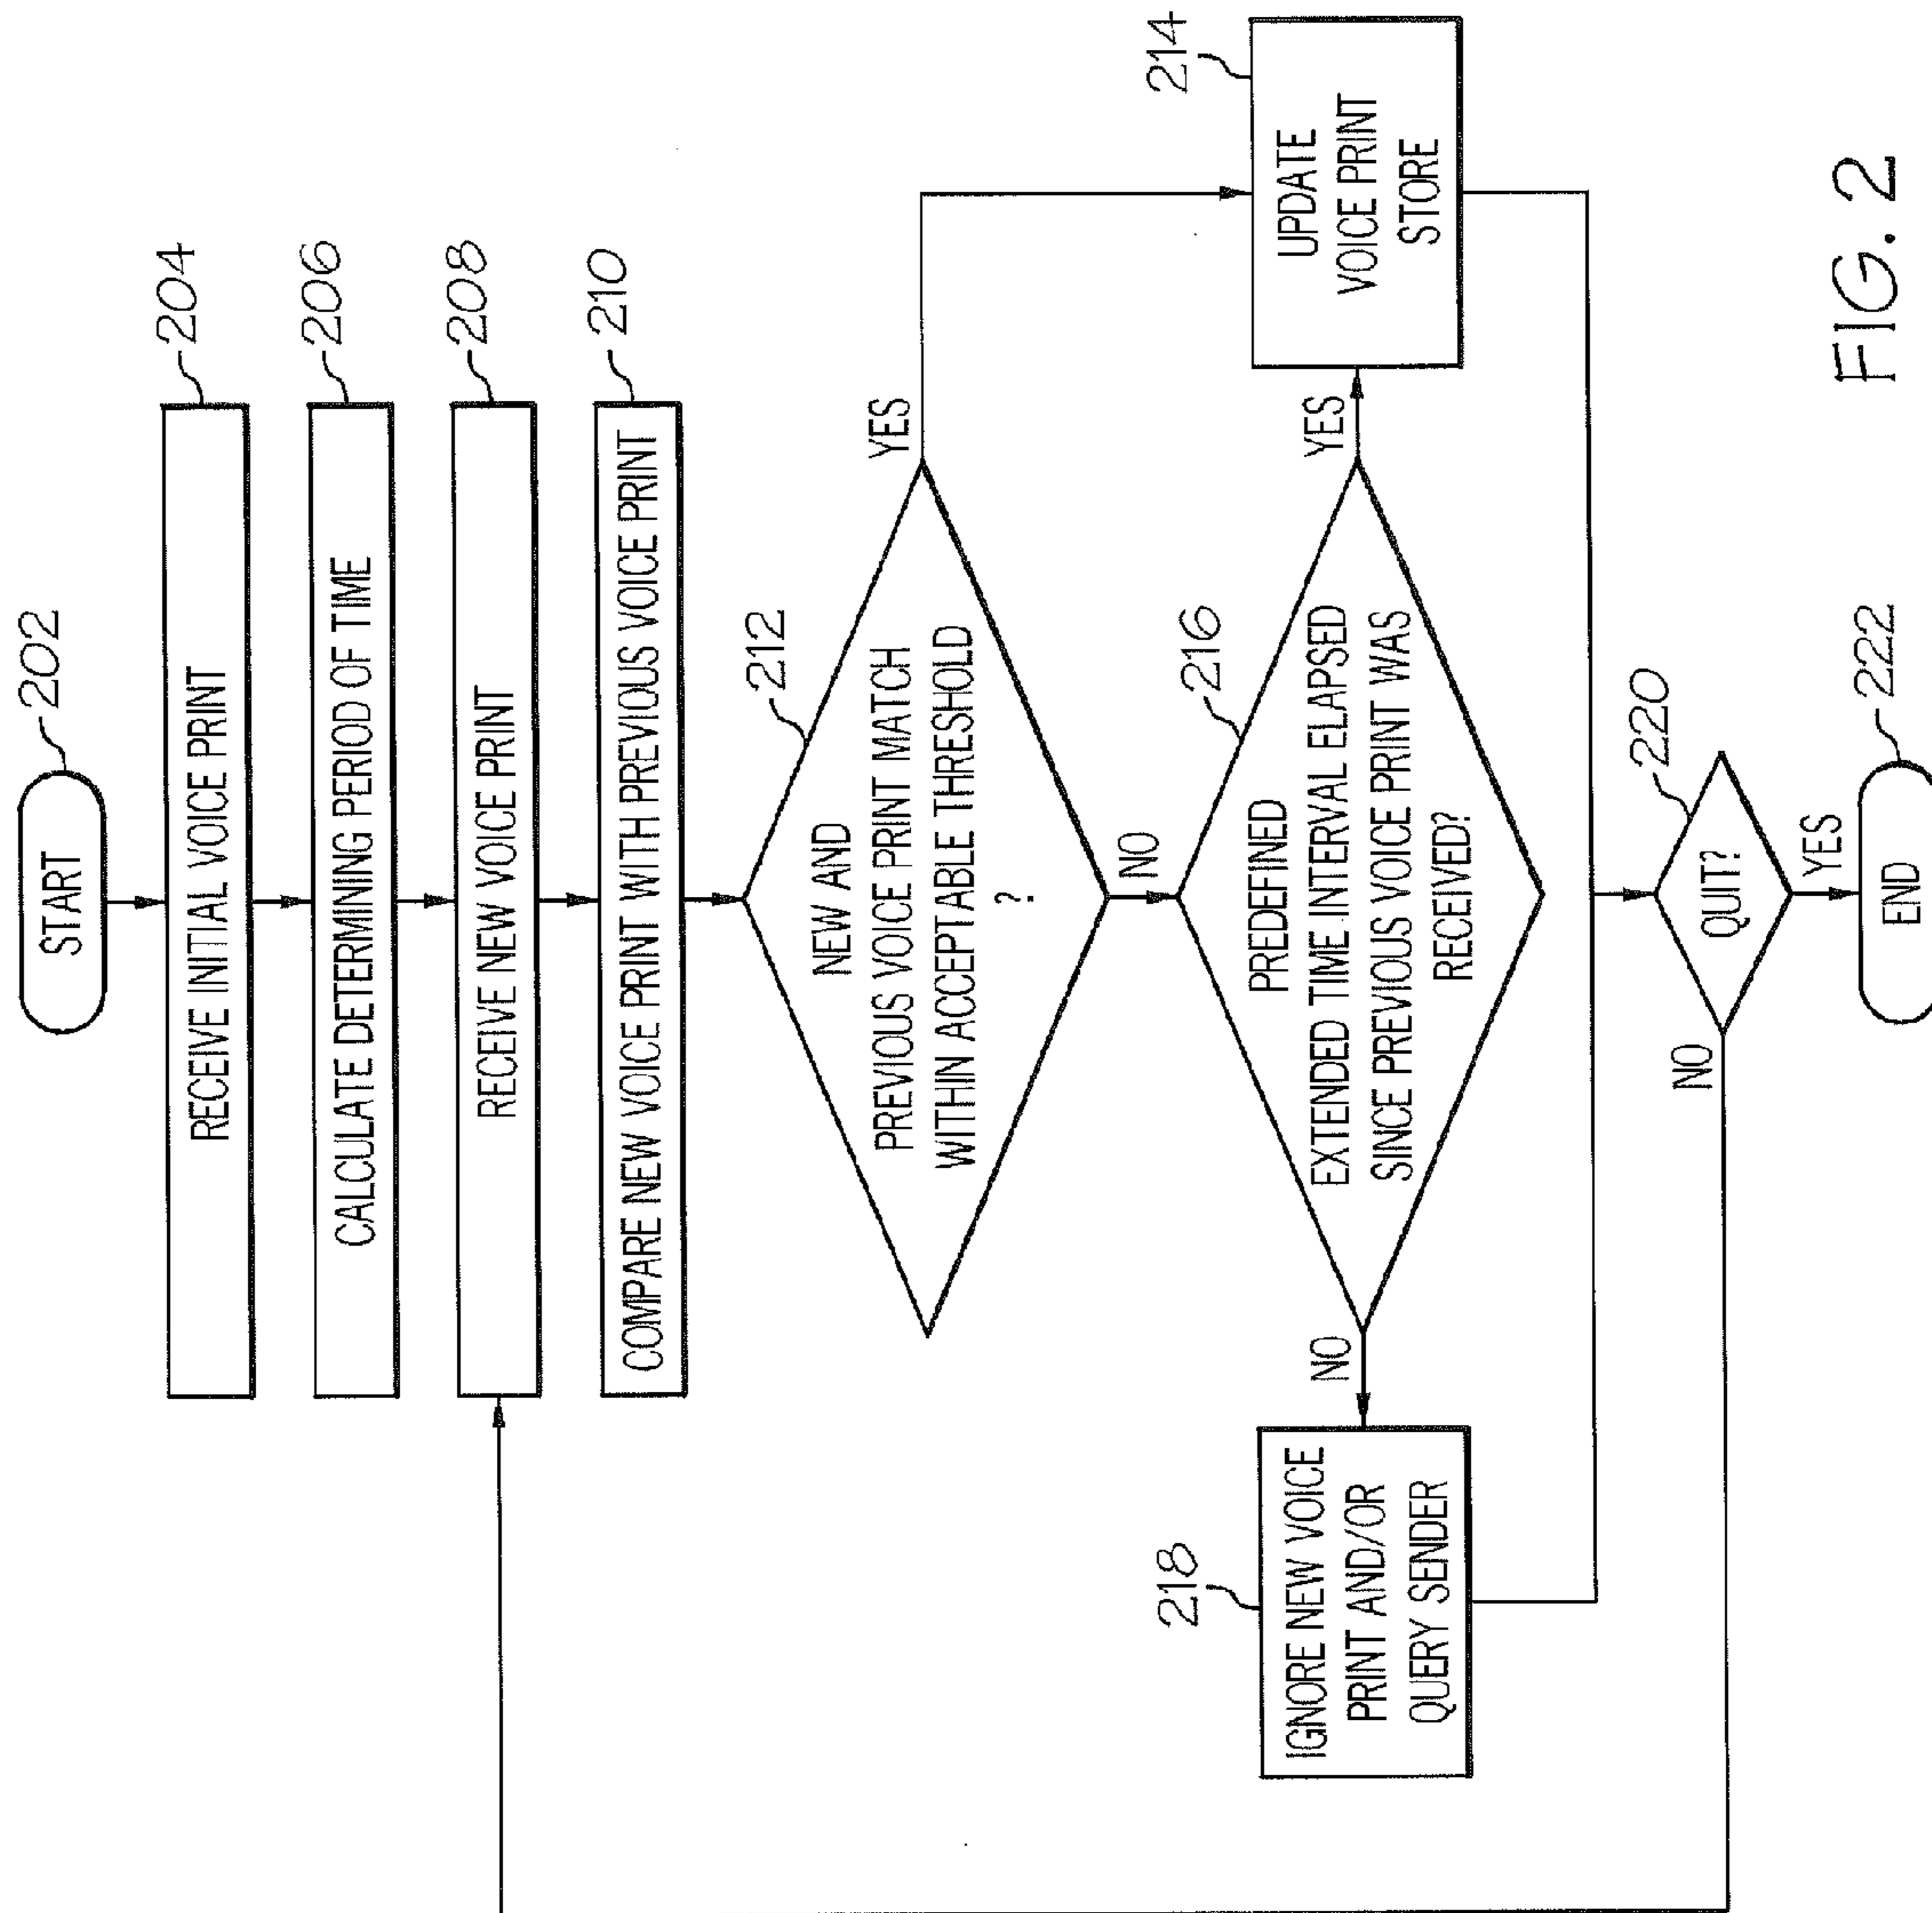 START
202
RECEIVE INITIAL VOICE PRINT
204
CALCULATE DETERMINING PERIOD OF TIME
206
RECEIVE NEW VOICE PRINT
208
COMPARE NEW VOICE PRINT WITH PREVIOUS VOICE PRINT
210
212
NEW AND
PREVIOUS VOICE PRINT MATCH
WITHIN ACCEPTABLE THRESHOLD
?
YES
NO
214
UPDATE
VOICE PRINT
STORE
216
PREDEFINED
EXTENDED TIME INTERVAL ELAPSED
SINCE PREVIOUS VOICE PRINT WAS
RECEIVED?
YES
NO
218
IGNORE NEW VOICE
PRINT AND/OR
QUERY SENDER
220
QUIT?
NO
YES
END
222
FIG. 2